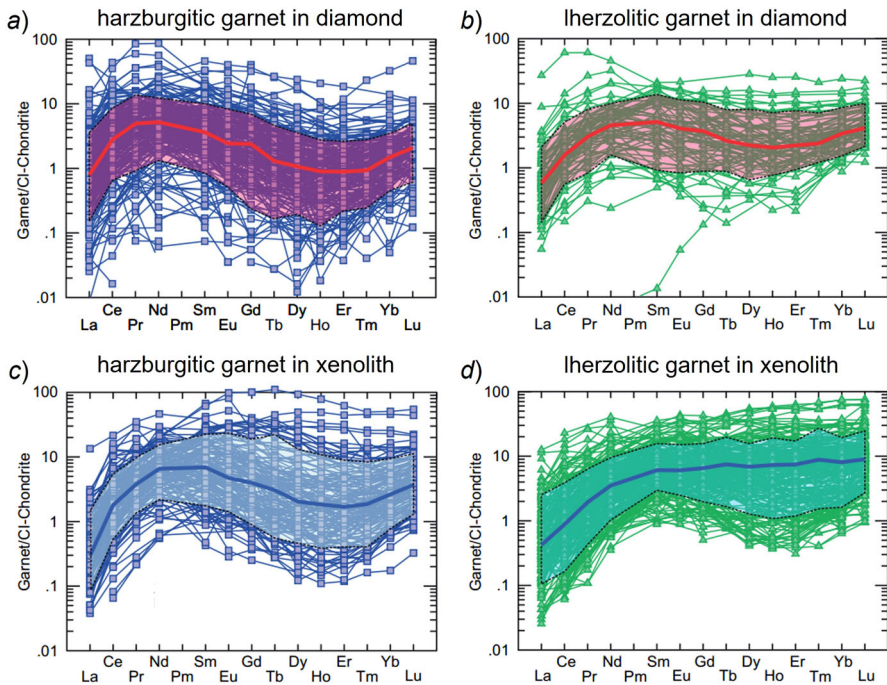 a) harzburgitic garnet in diamond
100
10
1
.1
.01
Garnet/CI-Chondrite
La Ce Pr Nd Pm Sm Eu Gd Tb Dy Ho Er Tm Yb Lu
b) lherzolitic garnet in diamond
100
10
1
.1
.01
Garnet/CI-Chondrite
La Ce Pr Nd Pm Sm Eu Gd Tb Dy Ho Er Tm Yb Lu
c) harzburgitic garnet in xenolith
100
10
1
.1
.01
Garnet/CI-Chondrite
La Ce Pr Nd Pm Sm Eu Gd Tb Dy Ho Er Tm Yb Lu
d) lherzolitic garnet in xenolith
100
10
1
.1
.01
Garnet/CI-Chondrite
La Ce Pr Nd Pm Sm Eu Gd Tb Dy Ho Er Tm Yb Lu